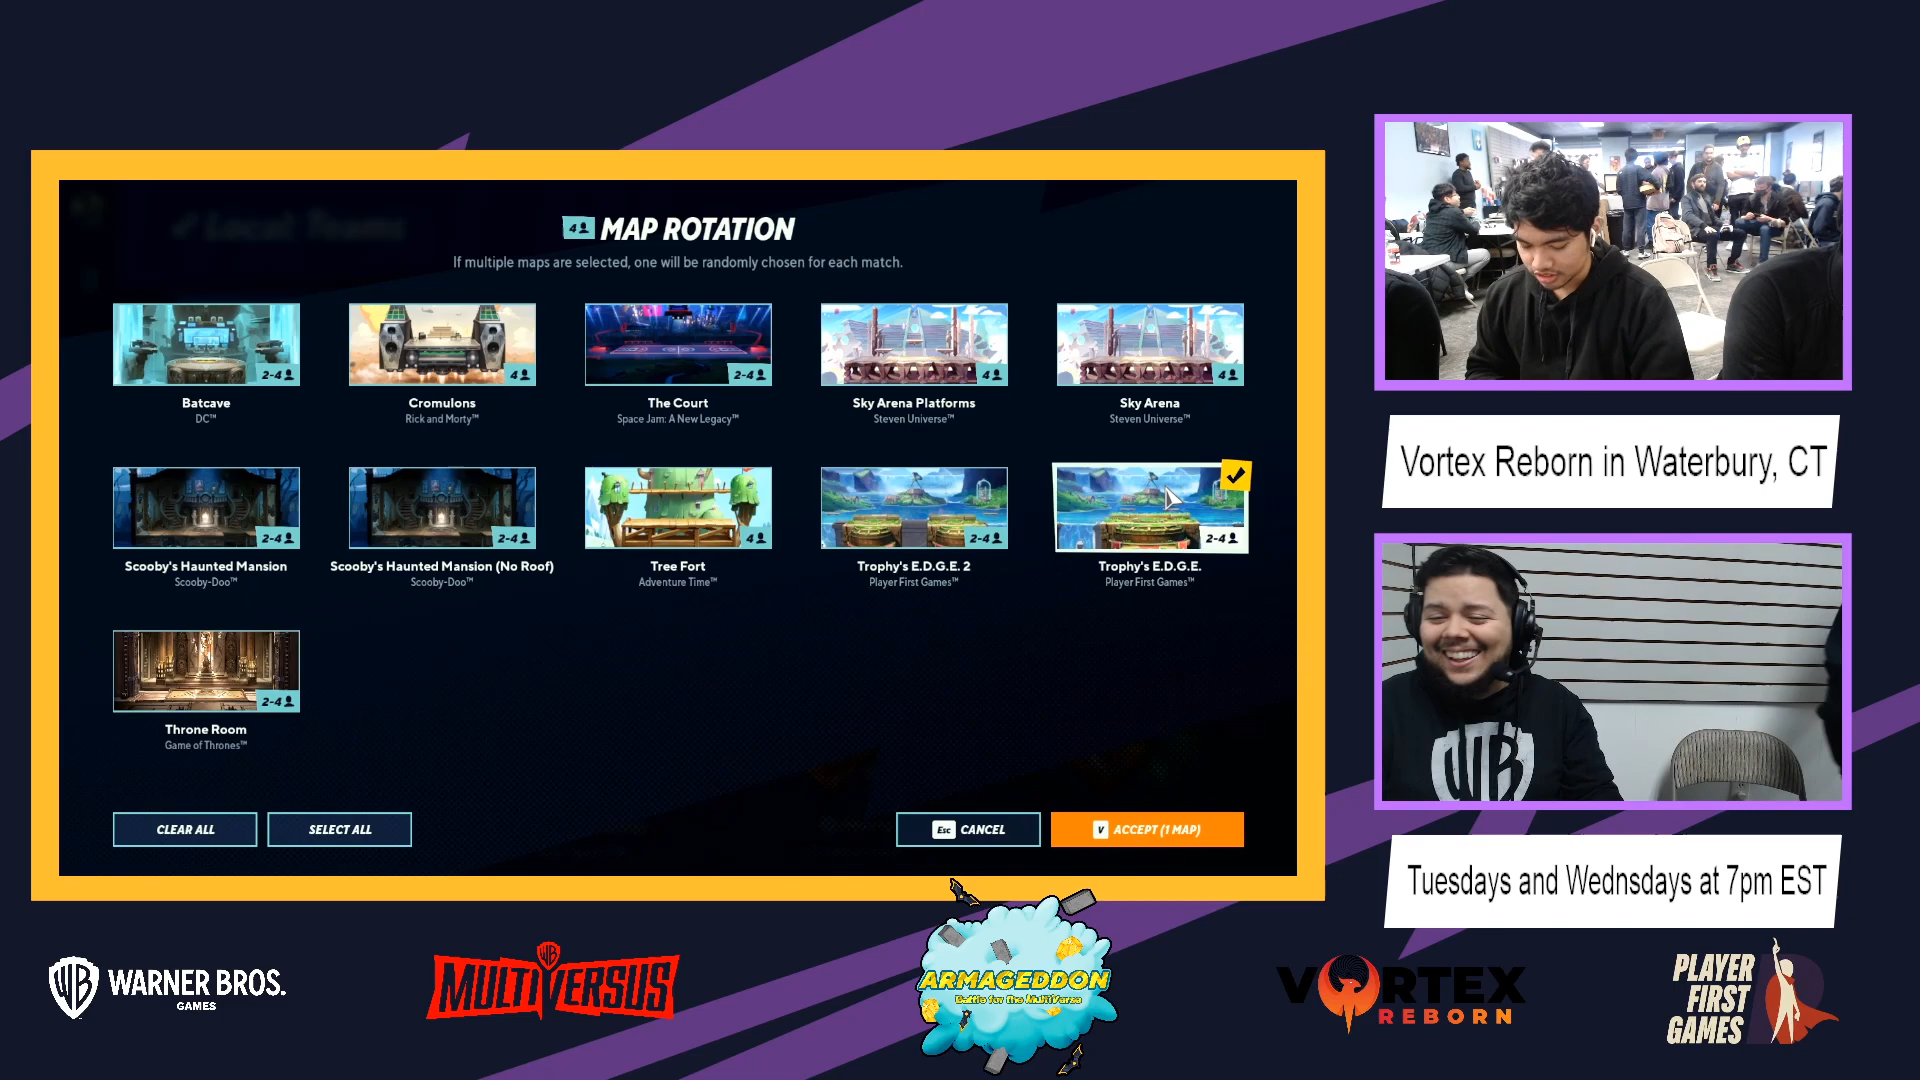 Local: Teams
4 MAP ROTATION
If multiple maps are selected, one will be randomly chosen for each match.
2-4
4
2-4
4
4
Batcave
DC™
Cromulons
Rick and Morty™
The Court
Space Jam: A New Legacy™
Sky Arena Platforms
Steven Universe™
Sky Arena
Steven Universe™
2-4
2-4
4
2-4
2-4
Scooby's Haunted Mansion
Scooby-Doo™
Scooby's Haunted Mansion (No Roof)
Scooby-Doo™
Tree Fort
Adventure Time™
Trophy's E.D.G.E. 2
Player First Games™
Trophy's E.D.G.E.
Player First Games™
2-4
Throne Room
Game of Thrones™
CLEAR ALL
SELECT ALL
Esc CANCEL
V ACCEPT (1 MAP)
Vortex Reborn in Waterbury, CT
WB
Tuesdays and Wednsdays at 7pm EST
WB WARNER BROS.
GAMES
WB
MULTIVERSUS
ARMAGEDDON
Battle for the MultiVerse
VORTEX
REBORN
PLAYER
FIRST
GAMES